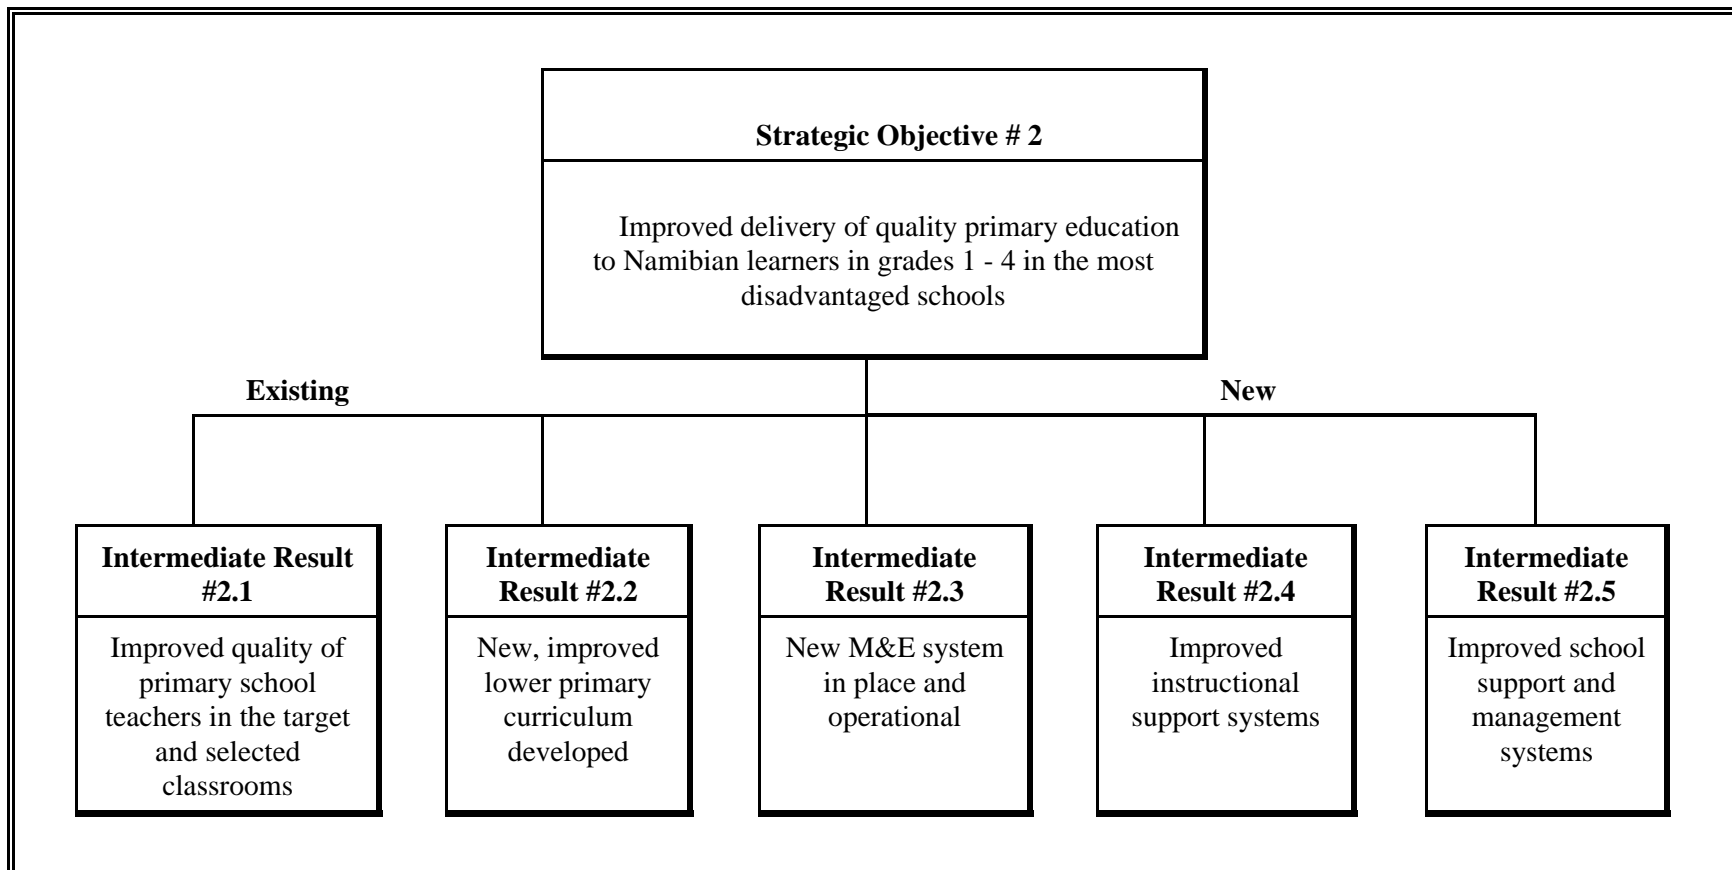 Strategic Objective # 2
Improved delivery of quality primary education
to Namibian learners in grades 1 - 4 in the most
disadvantaged schools
Existing
New
Intermediate Result
#2.1
Improved quality of
primary school
teachers in the target
and selected
classrooms
Intermediate
Result #2.2
New, improved
lower primary
curriculum
developed
Intermediate
Result #2.3
New M&E system
in place and
operational
Intermediate
Result #2.4
Improved
instructional
support systems
Intermediate
Result #2.5
Improved school
support and
management
systems